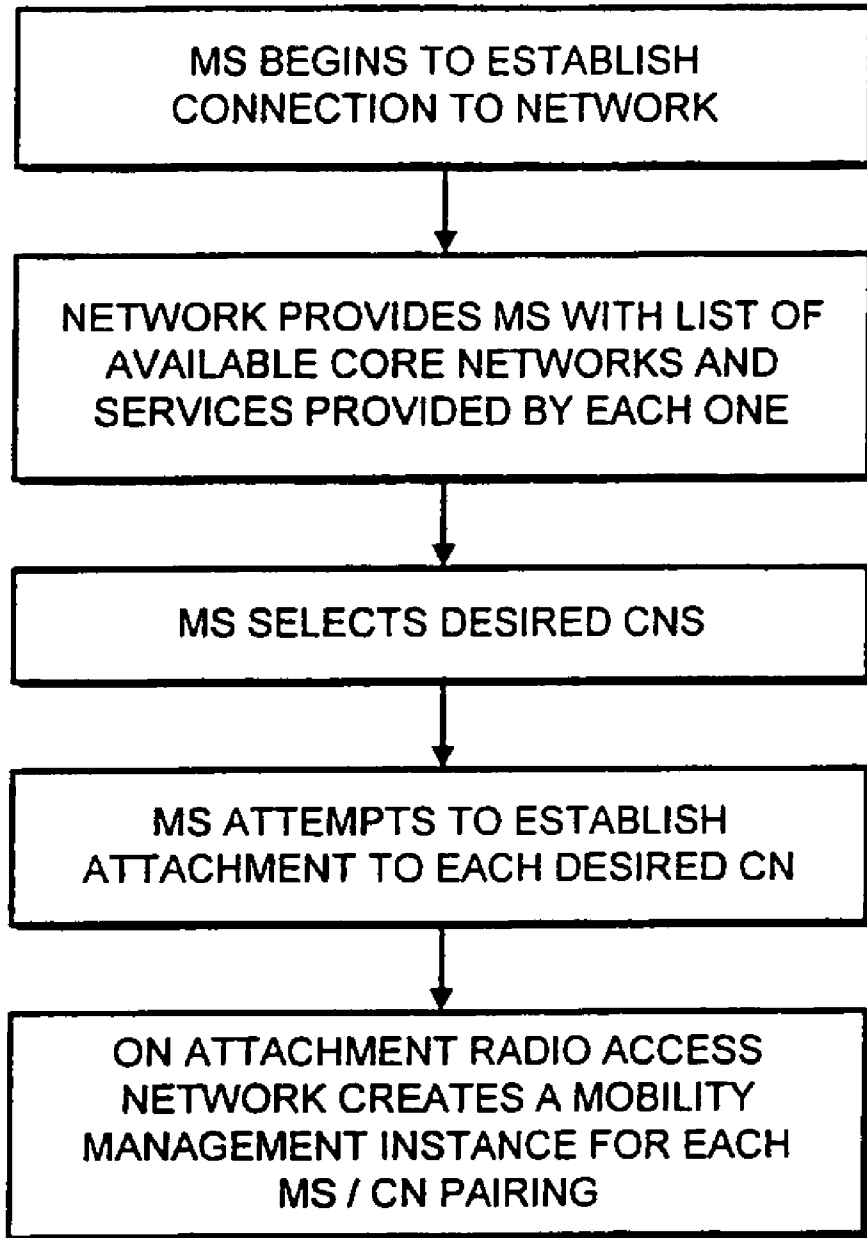 MS BEGINS TO ESTABLISH
CONNECTION TO NETWORK
NETWORK PROVIDES MS WITH LIST OF
AVAILABLE CORE NETWORKS AND
SERVICES PROVIDED BY EACH ONE
MS SELECTS DESIRED CNS
MS ATTEMPTS TO ESTABLISH
ATTACHMENT TO EACH DESIRED CN
ON ATTACHMENT RADIO ACCESS
NETWORK CREATES A MOBILITY
MANAGEMENT INSTANCE FOR EACH
MS / CN PAIRING